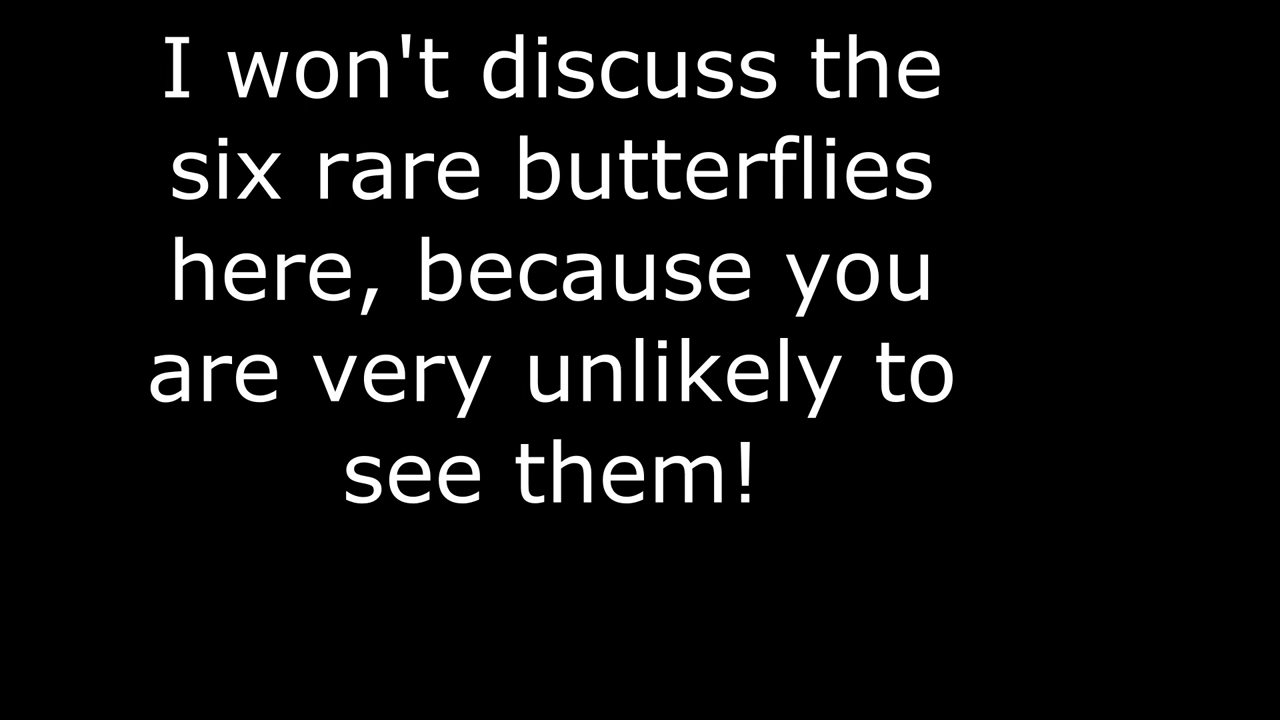 I won't discuss the
six rare butterflies
here, because you
are very unlikely to
see them!